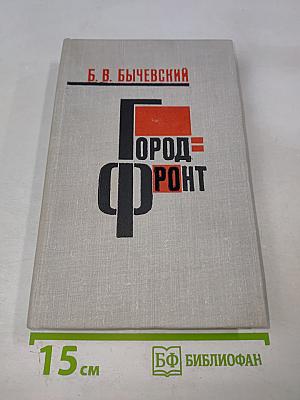 Б. В. БЫЧЕВСКИЙ
ГОРОД=
ФРОНТ
15 см
БФ БИБЛИОФАН